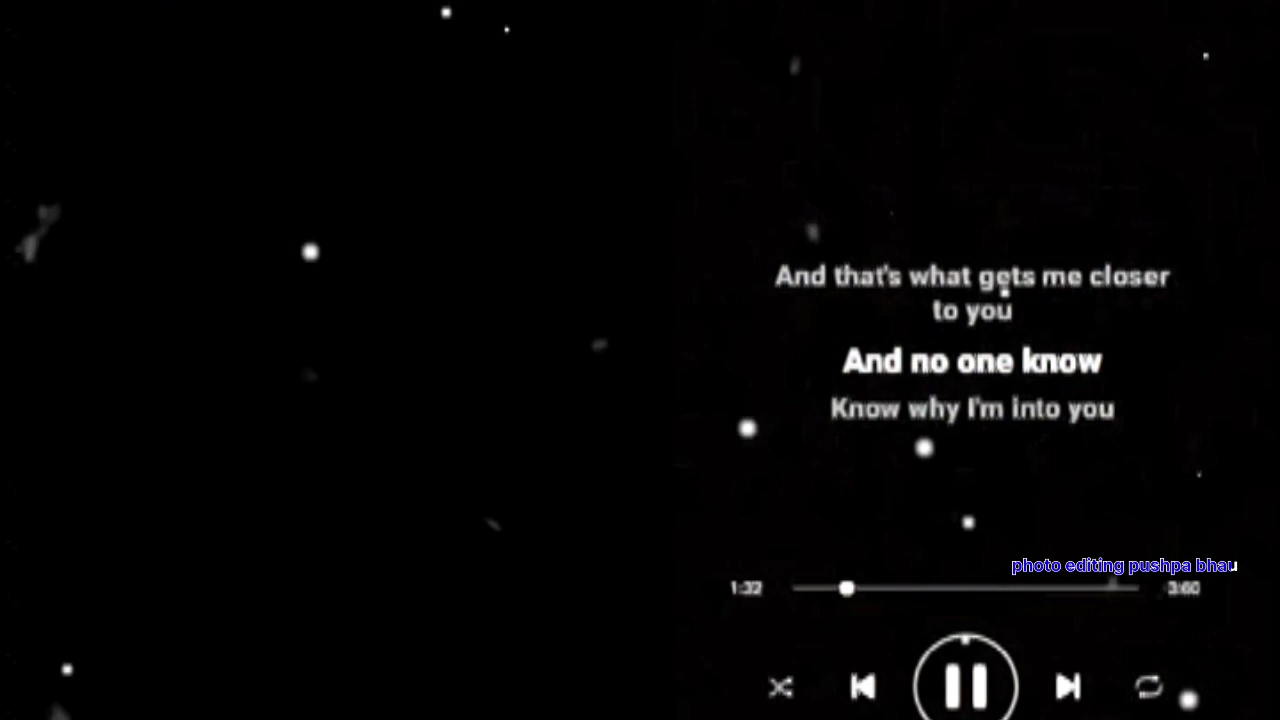 And that's what gets me closer
to you
And no one know
Know why I'm into you
photo editing pushpa bhau
1:32 3:60